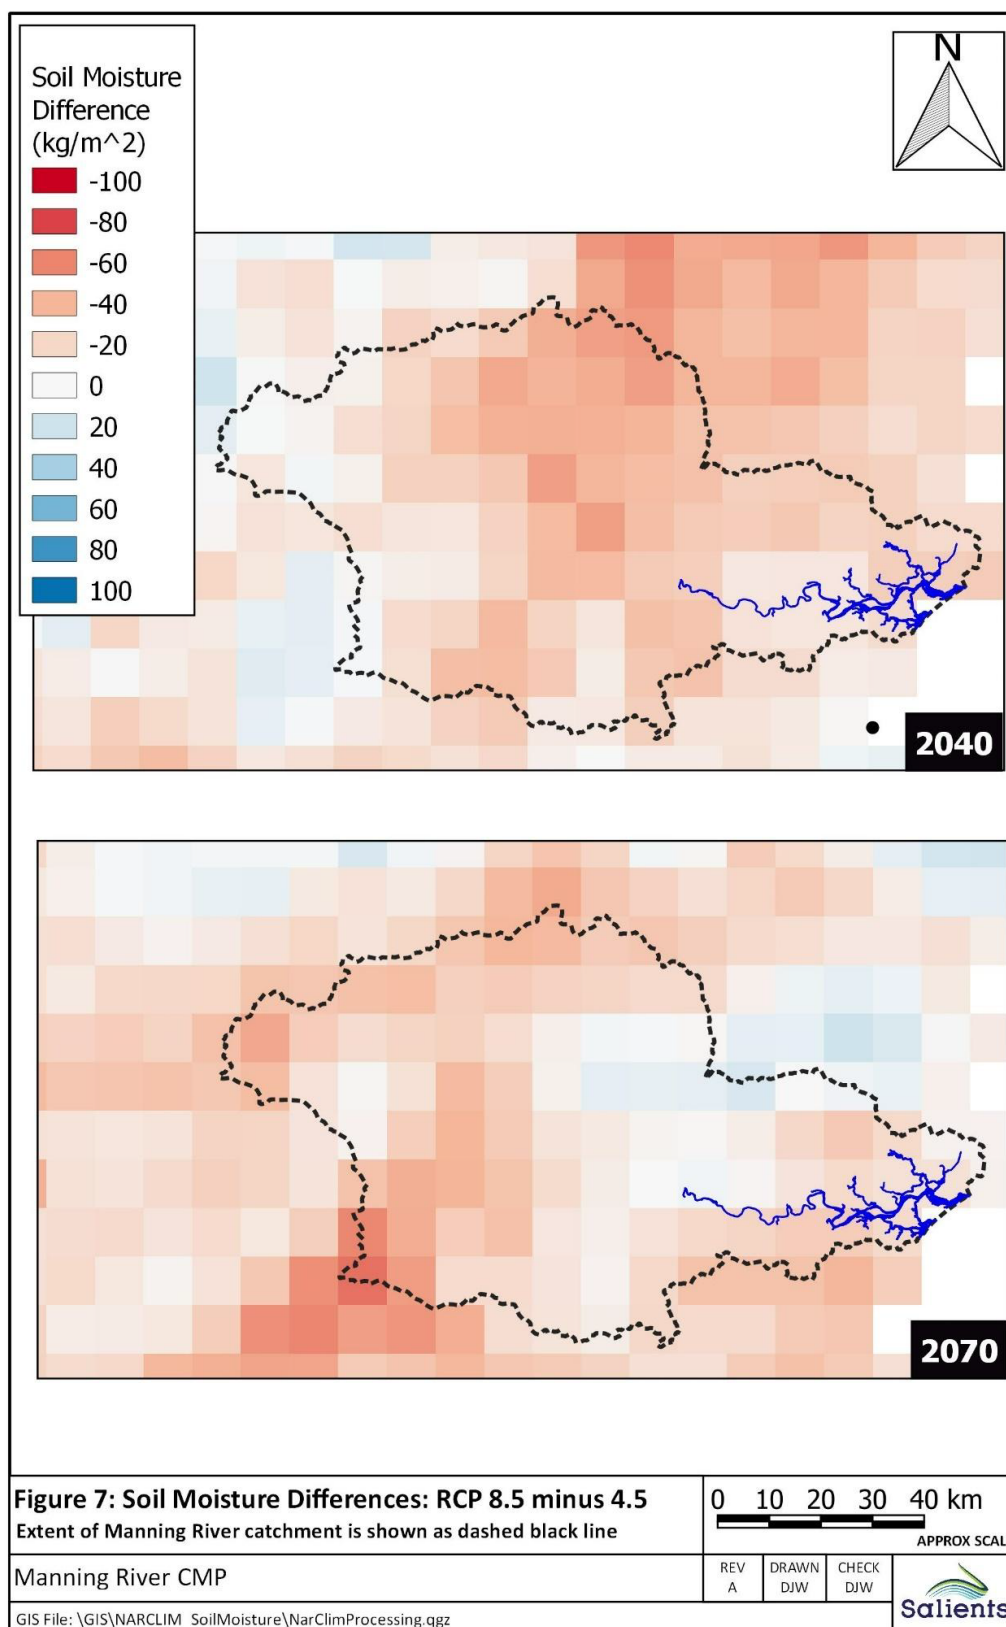 Soil Moisture
Difference
(kg/m^2)
-100
-80
-60
-40
-20
0
20
40
60
80
100
N
2040
2070
Figure 7: Soil Moisture Differences: RCP 8.5 minus 4.5
Extent of Manning River catchment is shown as dashed black line
0 10 20 30 40 km
APPROX SCAL
Manning River CMP
REV
A
DRAWN
DJW
CHECK
DJW
Salients
GIS File: \GIS\NARCLIM_SoilMoisture\NarClimProcessing.qgz